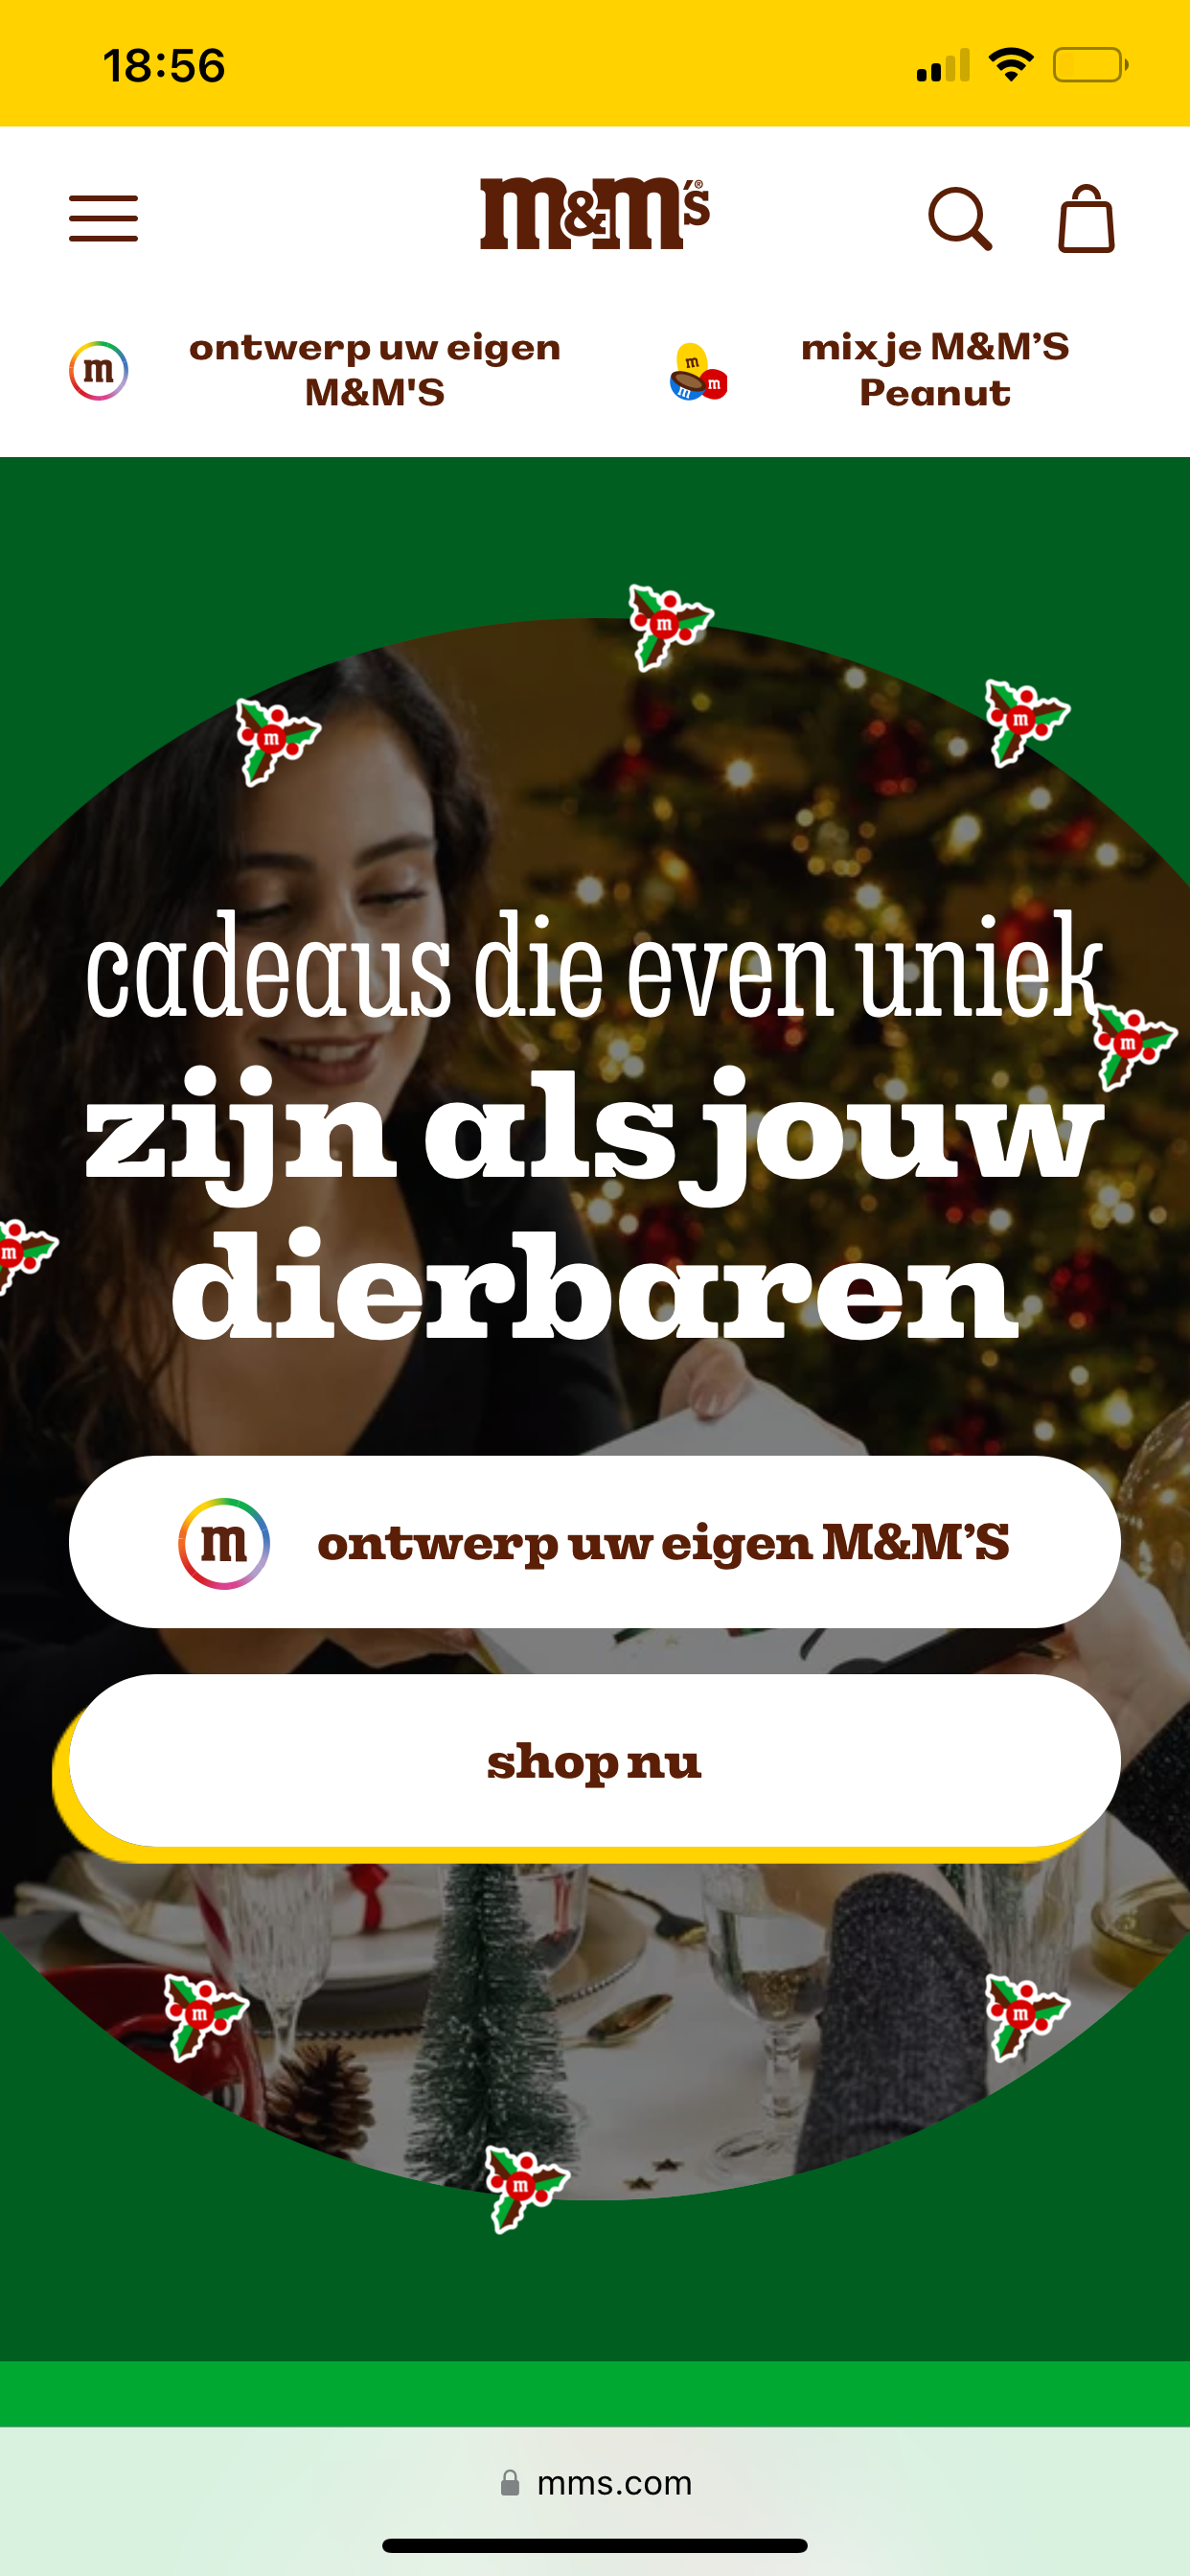 18:56
m&m's®
ontwerp uw eigen
M&M'S
mix je M&M’S
Peanut
cadeaus die even uniek
zijn als jouw
dierbaren
ontwerp uw eigen M&M’S
shop nu
mms.com